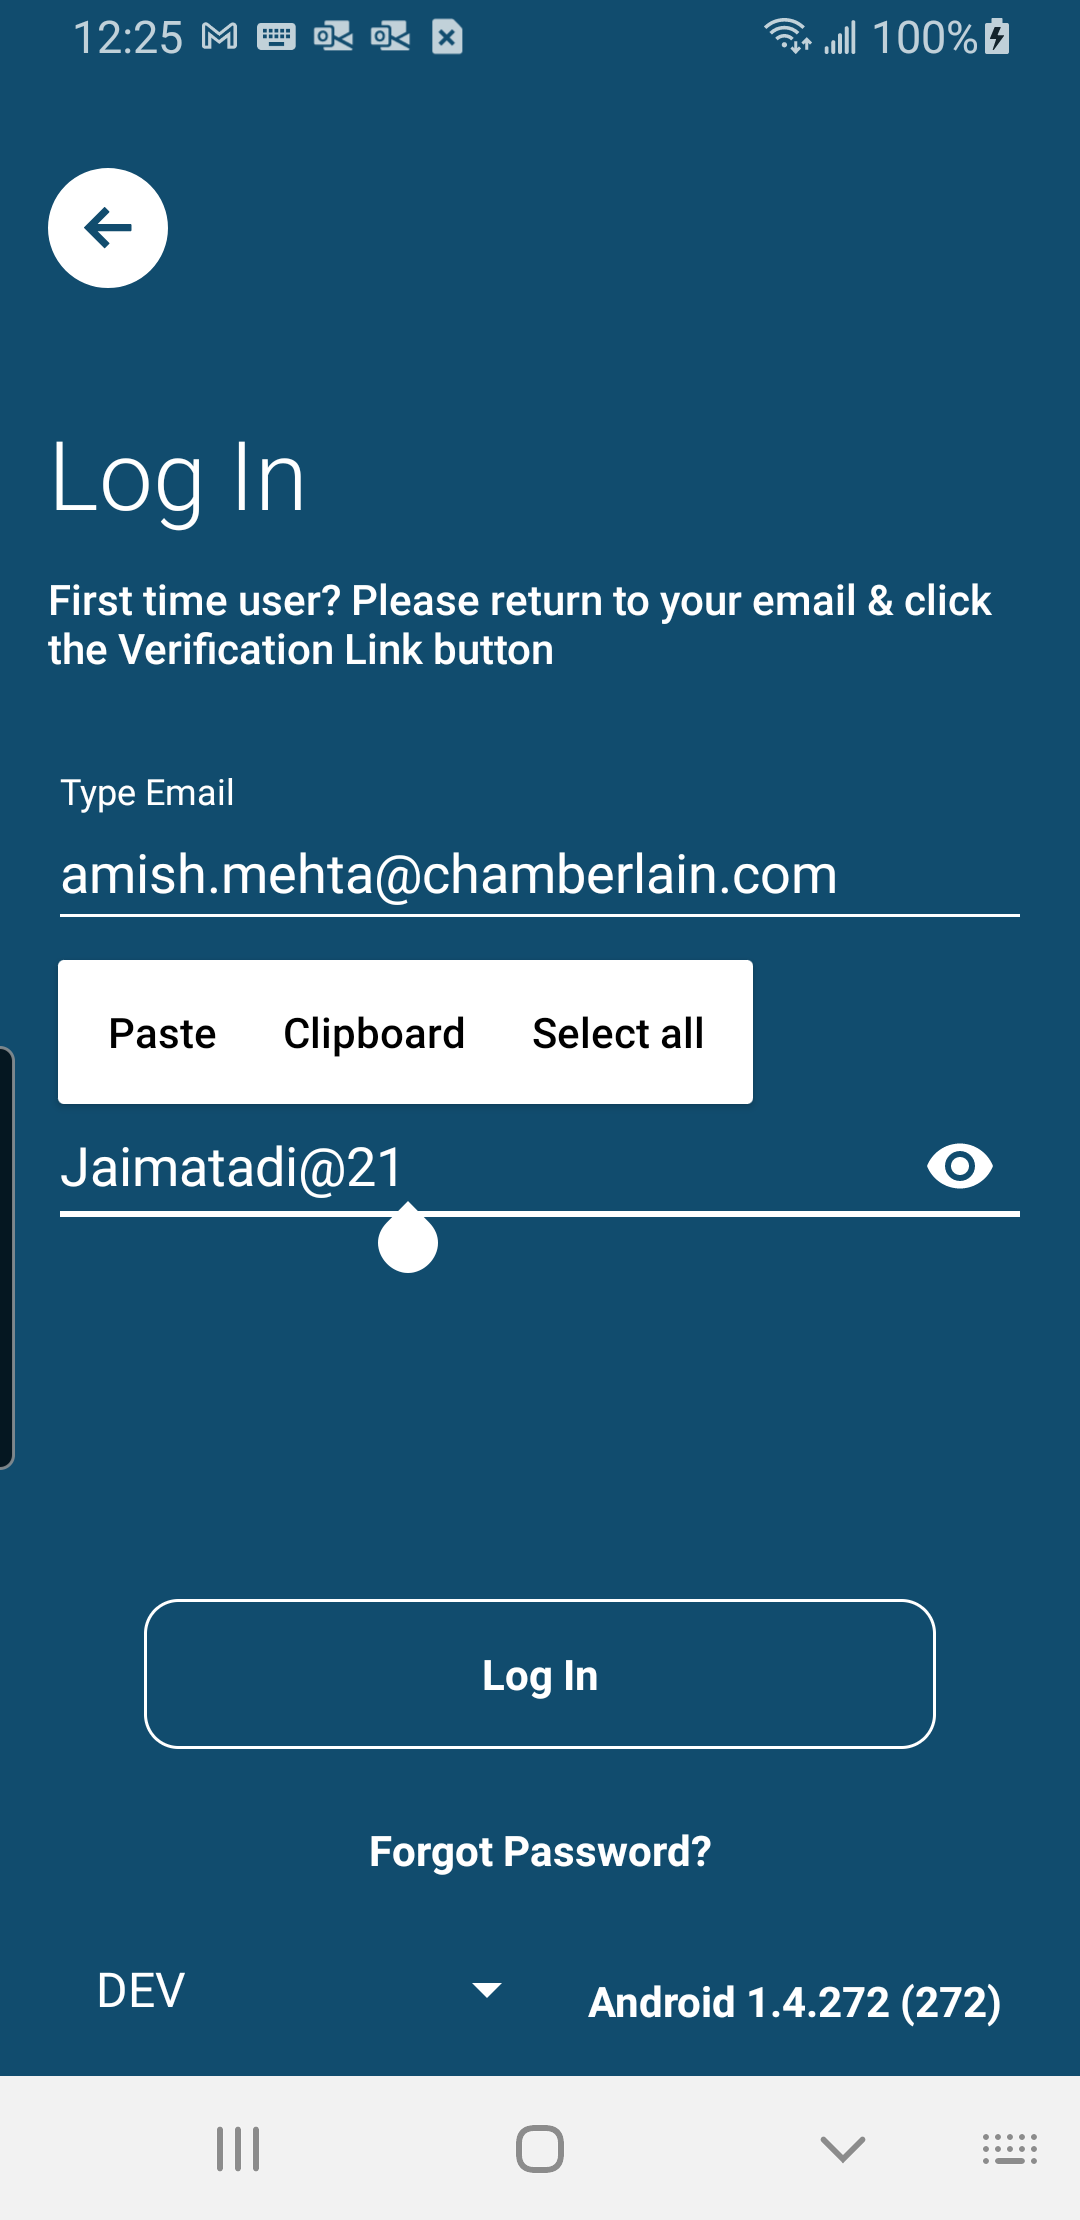 12:25 100%
Log In
First time user? Please return to your email & click
the Verification Link button
Type Email
amish.mehta@chamberlain.com
Paste Clipboard Select all
Jaimatadi@21
Log In
Forgot Password?
DEV Android 1.4.272 (272)